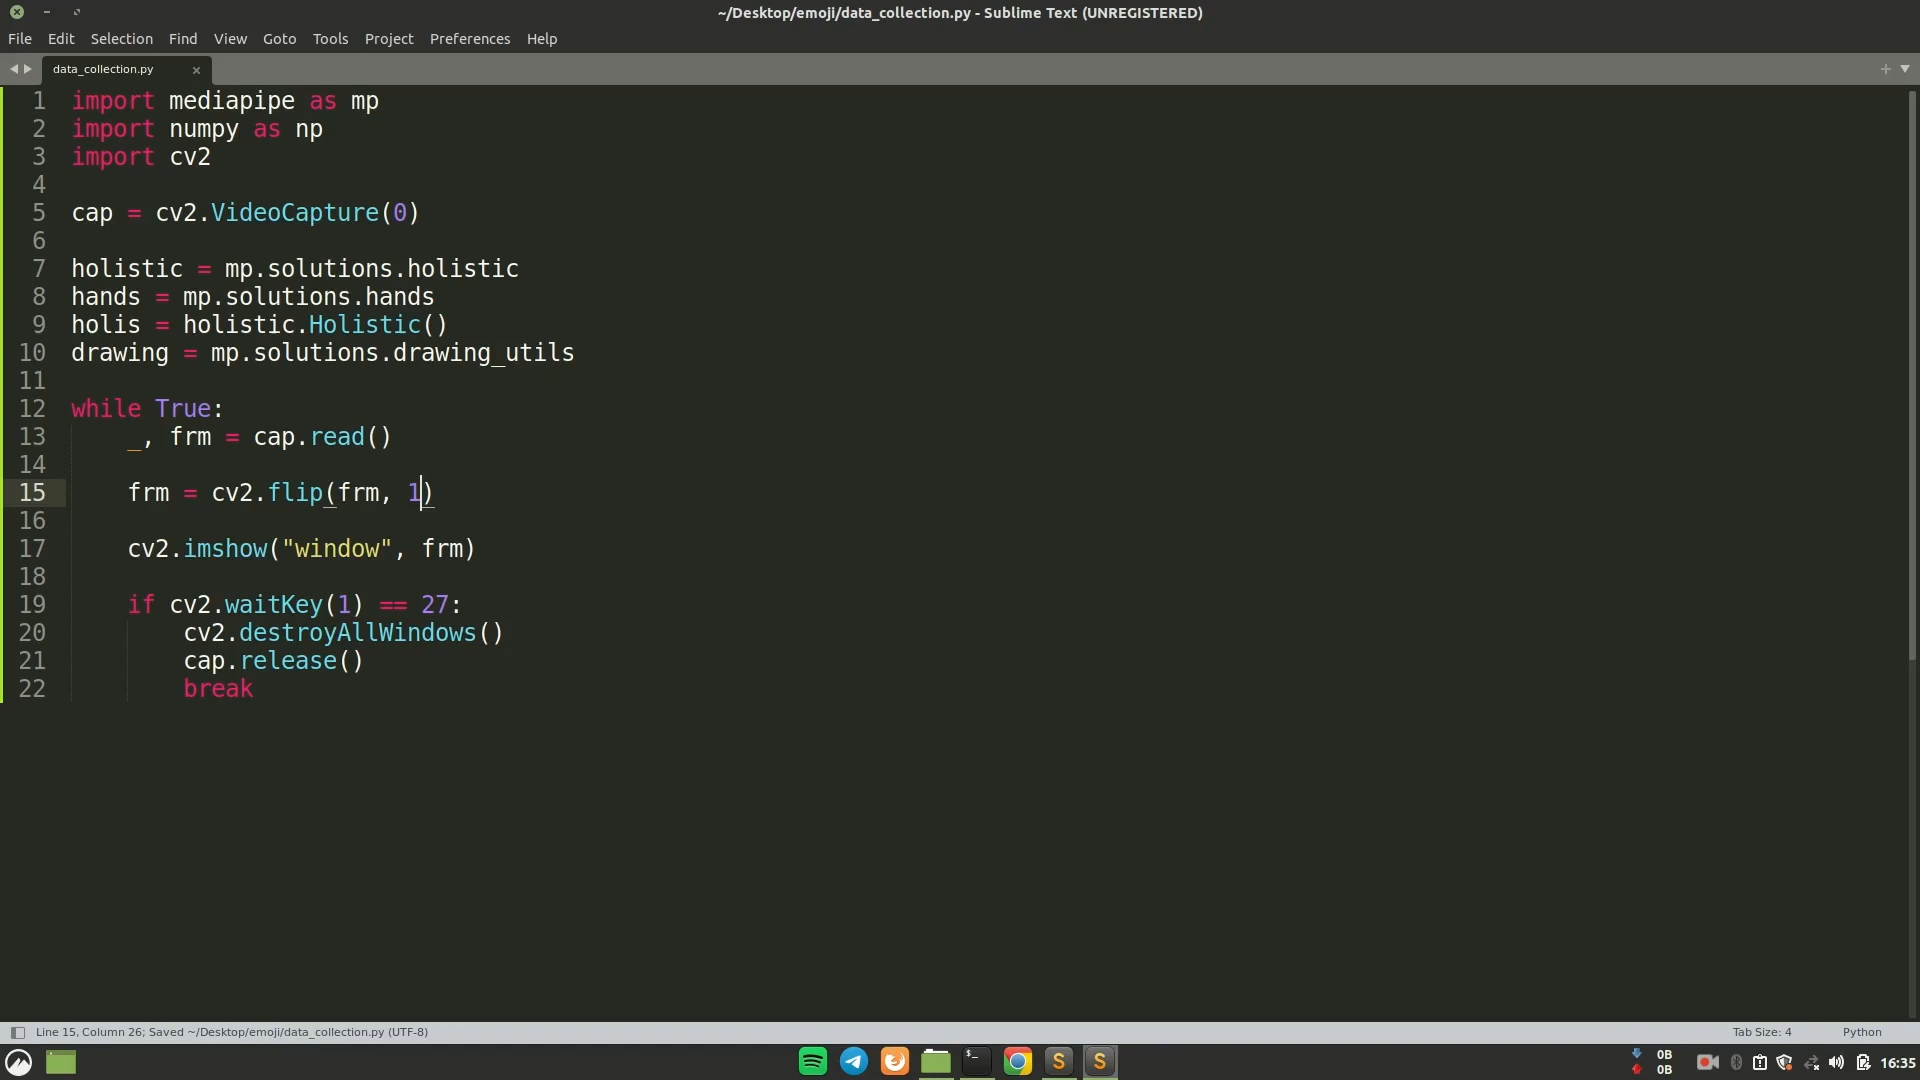 ~/Desktop/emoji/data_collection.py - Sublime Text (UNREGISTERED)
File Edit Selection Find View Goto Tools Project Preferences Help
data_collection.py
1 import mediapipe as mp
2 import numpy as np
3 import cv2
4
5 cap = cv2.VideoCapture(0)
6
7 holistic = mp.solutions.holistic
8 hands = mp.solutions.hands
9 holis = holistic.Holistic()
10 drawing = mp.solutions.drawing_utils
11
12 while True:
13     _, frm = cap.read()
14
15     frm = cv2.flip(frm, 1)
16
17     cv2.imshow("window", frm)
18
19     if cv2.waitKey(1) == 27:
20         cv2.destroyAllWindows()
21         cap.release()
22         break
Line 15, Column 26; Saved ~/Desktop/emoji/data_collection.py (UTF-8) Tab Size: 4 Python
0B
0B
16:35